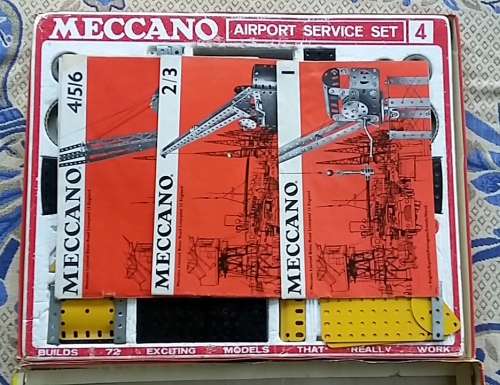 MECCANO AIRPORT SERVICE SET 4
4/5/6
MECCANO
2/3
MECCANO
1
MECCANO
BUILDS 72 EXCITING MODELS THAT REALLY WORK